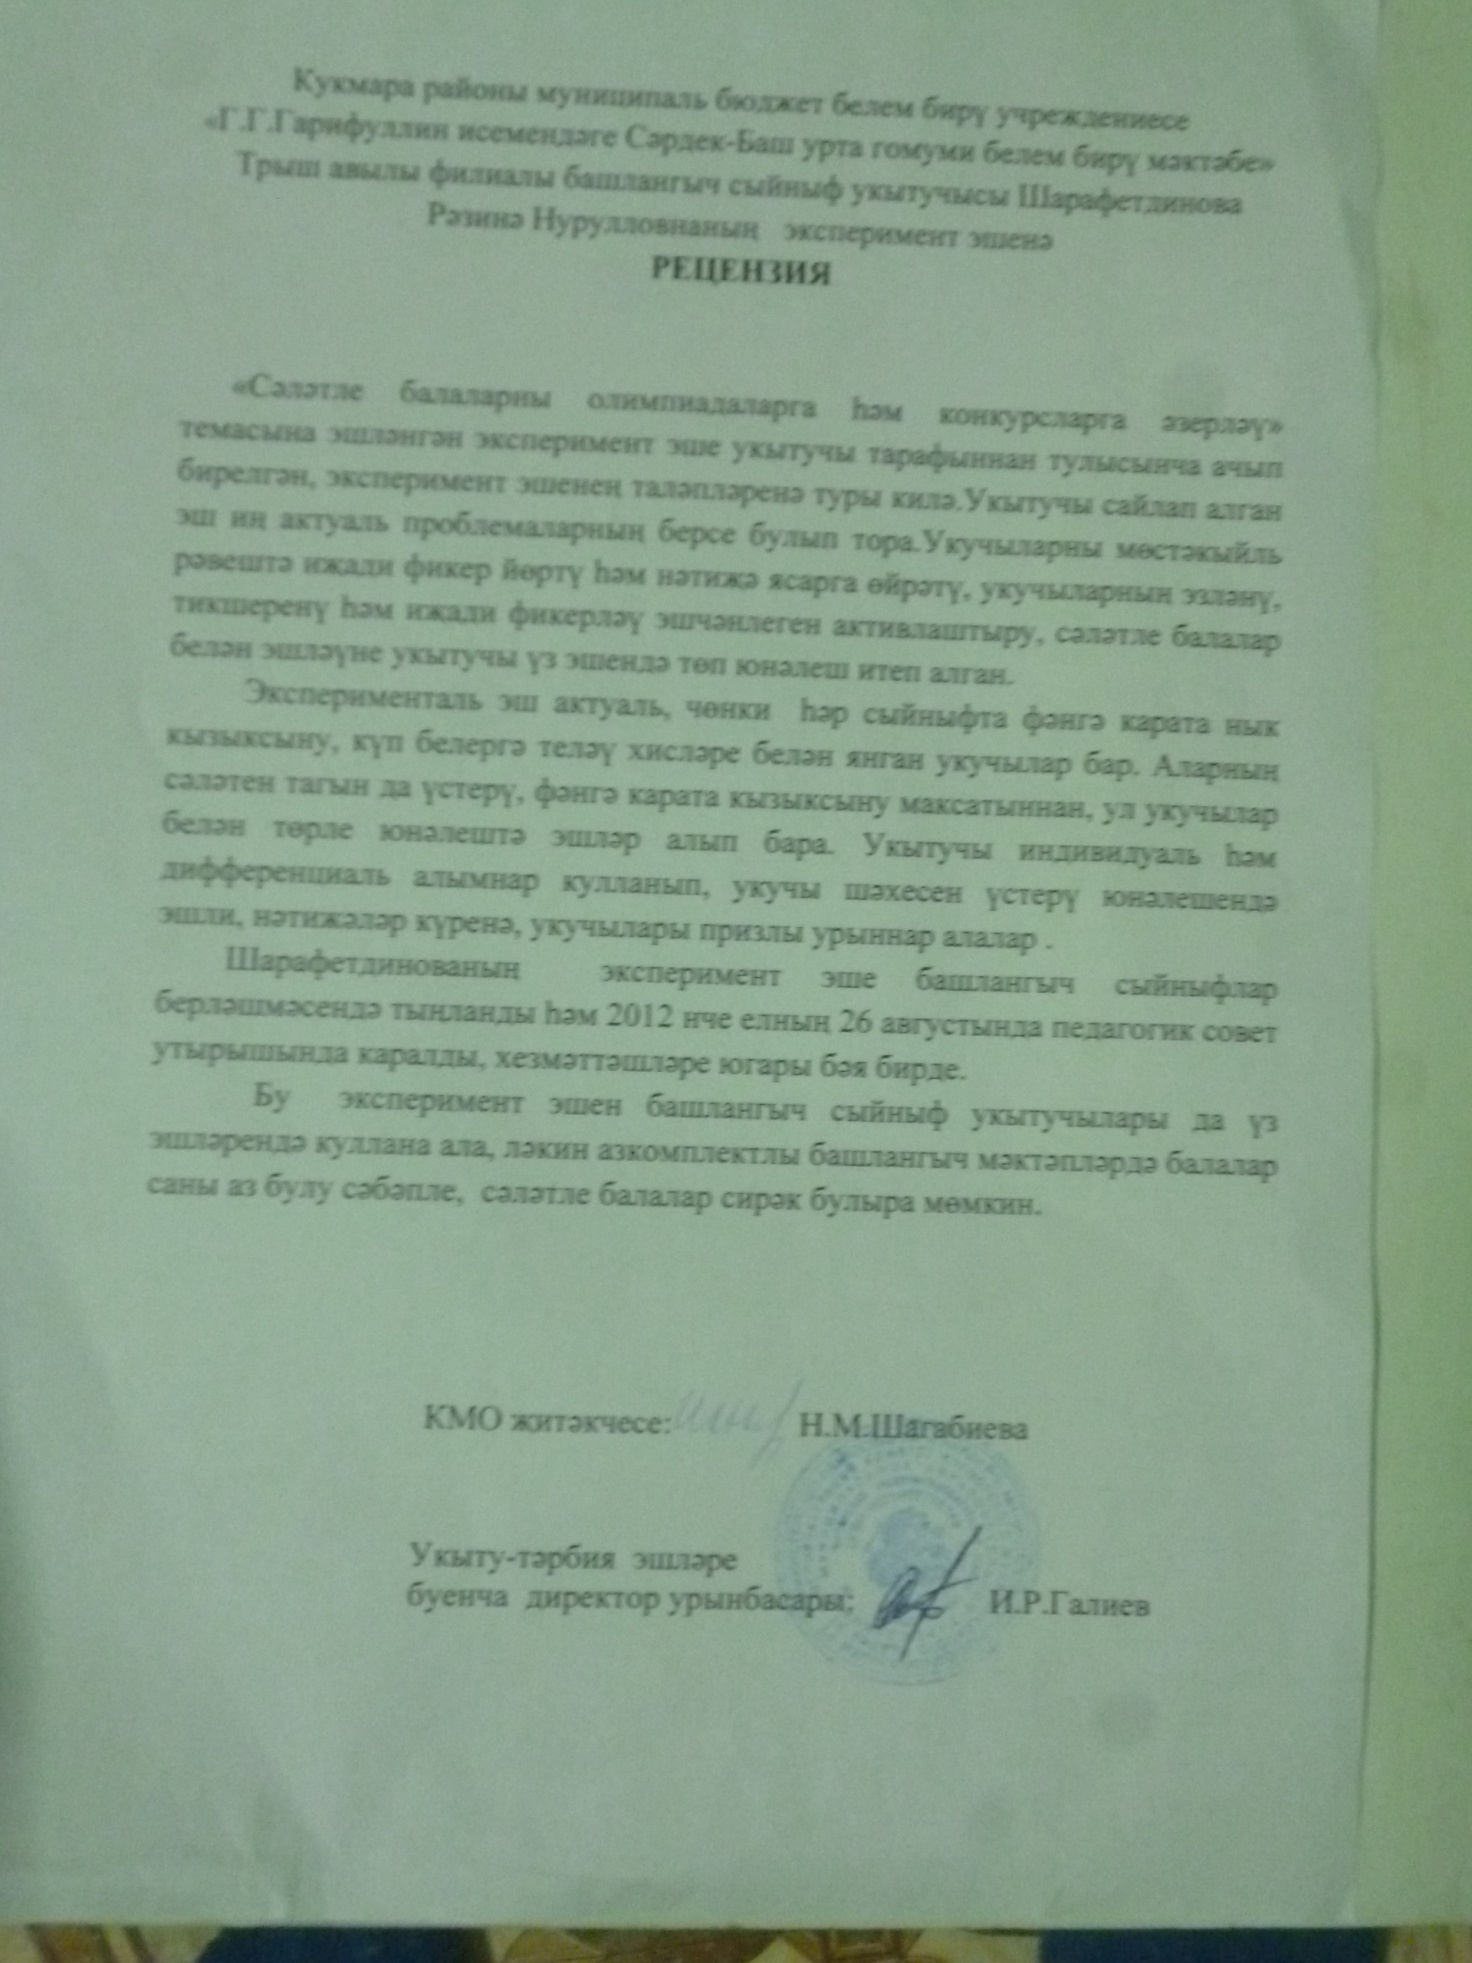 Кукмара районы муниципаль бюджет белем бирү учреждениесе
«Г.Г.Гарифуллин исемендәге Сәрдек-Баш урта гомуми белем бирү мәктәбе»
Трыш авылы филиалы башлангыч сыйныф укытучысы Шарафетдинова
Рәзинә Нурулловнаның эксперимент эшенә
РЕЦЕНЗИЯ
«Сәләтле балаларны олимпиадаларга һәм конкурсларга әзерләү»
темасына эшләнгән эксперимент эше укытучы тарафыннан тулысынча ачып
бирелгән, эксперимент эшенең таләпләренә туры килә.Укытучы сайлап алган
эш иң актуаль проблемаларның берсе булып тора.Укучыларны мөстәкыйль
рәвештә иҗади фикер йөртү һәм нәтиҗә ясарга өйрәтү, укучыларның эзләнү,
тикшеренү һәм иҗади фикерләү эшчәнлеген активлаштыру, сәләтле балалар
белән эшләүне укытучы үз эшендә төп юнәлеш итеп алган.
Эксперименталь эш актуаль, чөнки һәр сыйныфта фәнгә карата нык
кызыксыну, күп белергә теләү хисләре белән янган укучылар бар. Аларның
сәләтен тагын да үстерү, фәнгә карата кызыксыну максатыннан, ул укучылар
белән төрле юнәлештә эшләр алып бара. Укытучы индивидуаль һәм
дифференциаль алымнар кулланып, укучы шәхесен үстерү юнәлешендә
эшли, нәтиҗәләр күренә, укучылары призлы урыннар алалар .
Шарафетдинованың эксперимент эше башлангыч сыйныфлар
берләшмәсендә тыңланды һәм 2012 нче елның 26 августында педагогик совет
утырышында каралды, хезмәттәшләре югары бәя бирде.
Бу эксперимент эшен башлангыч сыйныф укытучылары да үз
эшләрендә куллана ала, ләкин азкомплектлы башлангыч мәктәпләрдә балалар
саны аз булу сәбәпле, сәләтле балалар сирәк булыра мөмкин.
КМО җитәкчесе: Н.М.Шагабиева
Укыту-тәрбия эшләре
буенча директор урынбасары: И.Р.Галиев